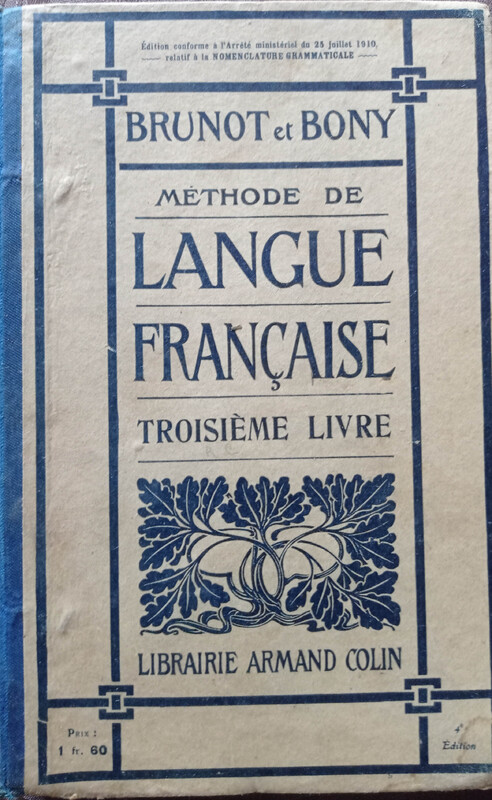 Édition conforme à l'Arrêté ministériel du 25 juillet 1910,
relatif à la NOMENCLATURE GRAMMATICALE
BRUNOT et BONY
MÉTHODE DE
LANGUE
FRANÇAISE
TROISIÈME LIVRE
LIBRAIRIE ARMAND COLIN
PRIX :
1 fr. 60
4e
Édition